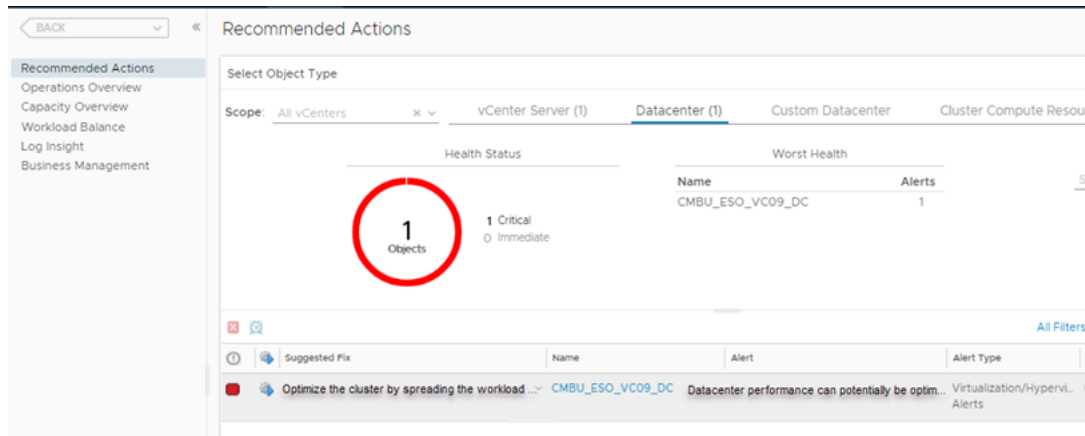 BACK
Recommended Actions
Recommended Actions
Operations Overview
Capacity Overview
Workload Balance
Log Insight
Business Management
Select Object Type
Scope: All vCenters
vCenter Server (1) Datacenter (1) Custom Datacenter Cluster Compute Resou
Health Status
1
Objects
1 Critical
0 Immediate
Worst Health
Name Alerts
CMBU_ESO_VC09_DC 1
S
All Filters
Suggested Fix Name Alert Alert Type
Optimize the cluster by spreading the workload ... CMBU_ESO_VC09_DC Datacenter performance can potentially be optim... Virtualization/Hypervi..
Alerts